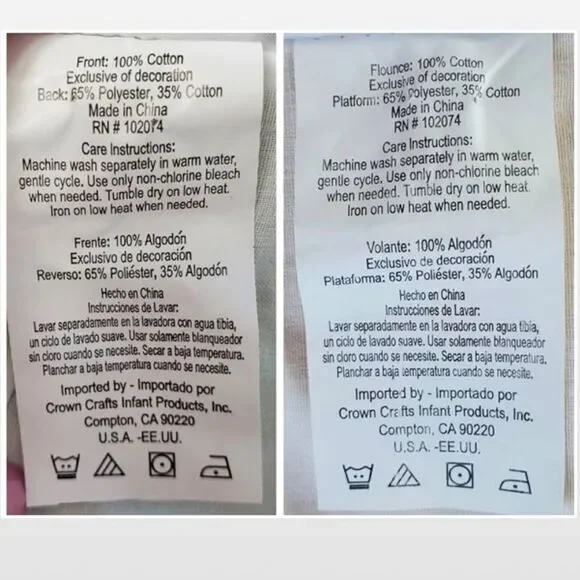 Front: 100% Cotton
Exclusive of decoration
Back: 65% Polyester, 35% Cotton
Made in China
RN # 102074
Care Instructions:
Machine wash separately in warm water,
gentle cycle. Use only non-chlorine bleach
when needed. Tumble dry on low heat.
Iron on low heat when needed.
Frente: 100% Algodón
Exclusivo de decoración
Reverso: 65% Poliéster, 35% Algodón
Hecho en China
Instrucciones de Lavar:
Lavar separadamente en la lavadora con agua tibia,
un ciclo de lavado suave. Usar solamente blanqueador
sin cloro cuando se necesite. Secar a baja temperatura.
Planchar a baja temperatura cuando se necesite.
Imported by - Importado por
Crown Crafts Infant Products, Inc.
Compton, CA 90220
U.S.A. -EE.UU.
Flounce: 100% Cotton
Exclusive of decoration
Platform: 65% Polyester, 35% Cotton
Made in China
RN # 102074
Care Instructions:
Machine wash separately in warm water,
gentle cycle. Use only non-chlorine bleach
when needed. Tumble dry on low heat.
Iron on low heat when needed.
Volante: 100% Algodón
Exclusivo de decoración
Plataforma: 65% Poliéster, 35% Algodón
Hecho en China
Instrucciones de Lavar:
Lavar separadamente en la lavadora con agua tibia,
un ciclo de lavado suave. Usar solamente blanqueador
sin cloro cuando se necesite. Secar a baja temperatura.
Planchar a baja temperatura cuando se necesite.
Imported by - Importado por
Crown Crafts Infant Products, Inc.
Compton, CA 90220
U.S.A. -EE.UU.